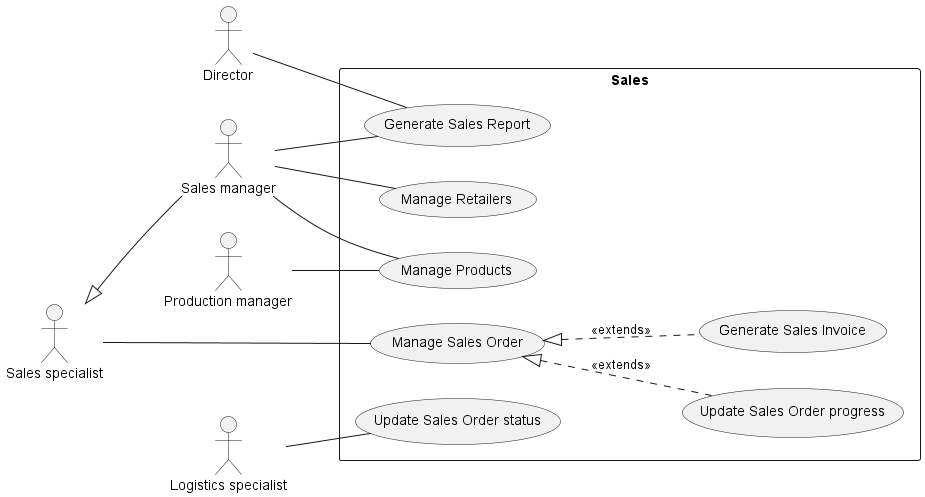 Director
Sales
Generate Sales Report
Sales manager
Manage Retailers
Manage Products
Production manager
Generate Sales Invoice
«extends»
Manage Sales Order
Sales specialist
«extends»
Update Sales Order progress
Update Sales Order status
Logistics specialist